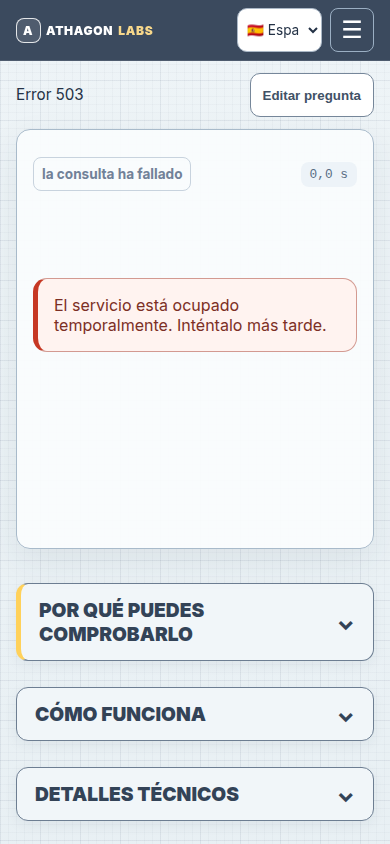 A ATHAGON LABS
🇪🇸 Espa
Error 503
Editar pregunta
la consulta ha fallado
0,0 s
El servicio está ocupado
temporalmente. Inténtalo más tarde.
POR QUÉ PUEDES
COMPROBARLO
CÓMO FUNCIONA
DETALLES TÉCNICOS